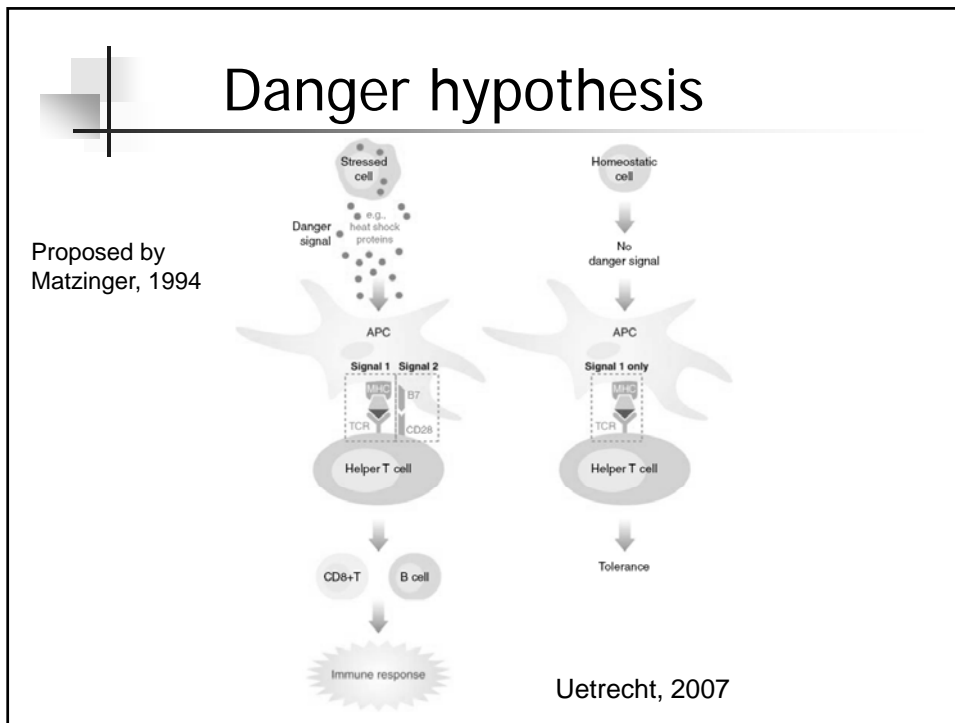 Danger hypothesis
Proposed by
Matzinger, 1994
Stressed
cell
Danger
signal
e.g.,
heat shock
proteins
APC
Signal 1 Signal 2
MHC
B7
TCR
CD28
Helper T cell
CD8+T
B cell
Immune response
Homeostatic
cell
No
danger signal
APC
Signal 1 only
MHC
TCR
Helper T cell
Tolerance
Uetrecht, 2007